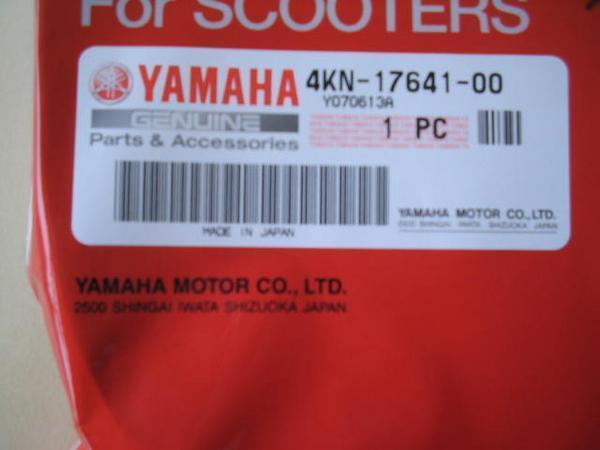 For SCOOTERS
YAMAHA 4KN-17641-00
Y070613A
GENUINE
Parts & Accessories
1 PC
MADE IN JAPAN
YAMAHA MOTOR CO., LTD.
2500 SHINGAI IWATA SHIZUOKA JAPAN
YAMAHA MOTOR CO., LTD.
2500 SHINGAI IWATA SHIZUOKA JAPAN